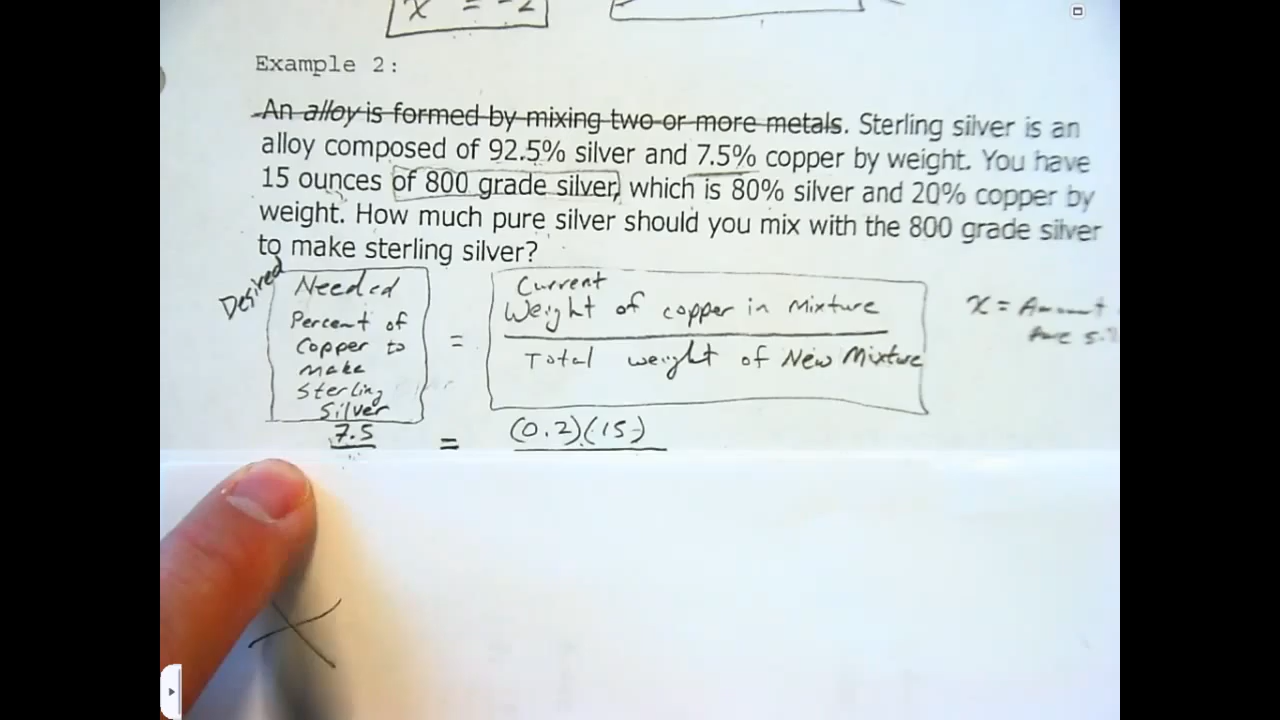 x = -2
Example 2:
An alloy is formed by mixing two or more metals. Sterling silver is an
alloy composed of 92.5% silver and 7.5% copper by weight. You have
15 ounces of 800 grade silver, which is 80% silver and 20% copper by
weight. How much pure silver should you mix with the 800 grade silver
to make sterling silver?
Desired
Needed
Percent of
Copper to
make
Sterling
Silver
=
Current
Weight of copper in Mixture
Total weight of New Mixture
x = Amount
7.5 = (0.2)(15)
X